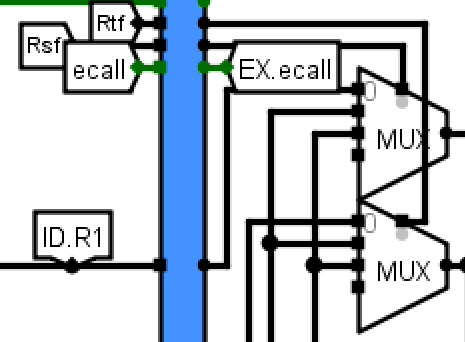 Rtf
Rsf
ecall
EX.ecall
0
MUX
ID.R1
0
MUX